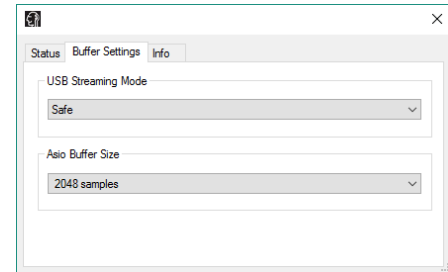 Status Buffer Settings Info
USB Streaming Mode
Safe
Asio Buffer Size
2048 samples